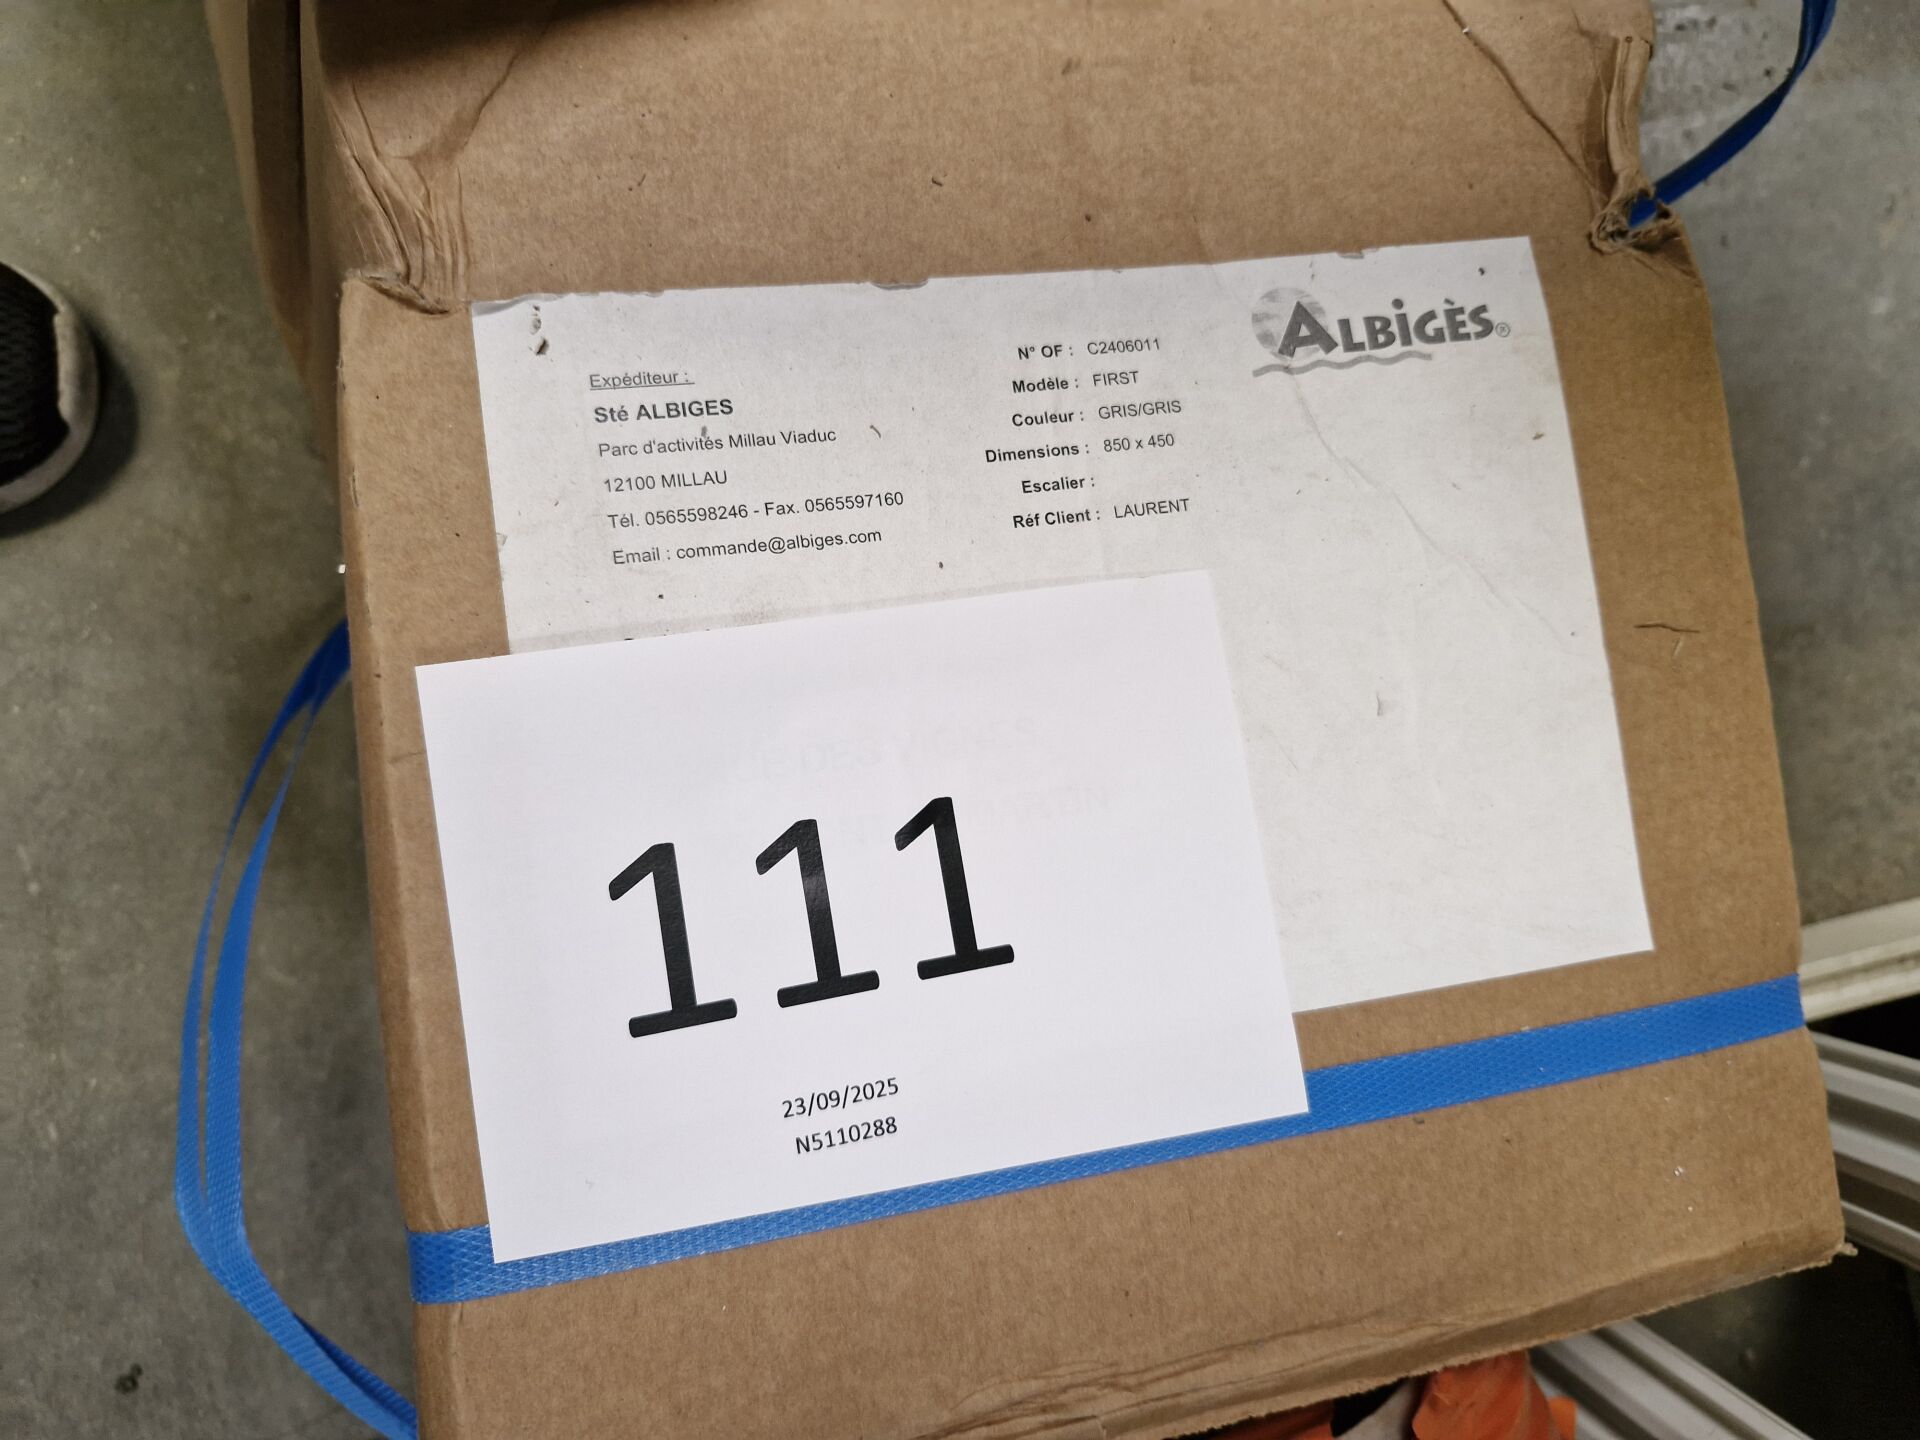 ALBIGÈS®
Expéditeur :
Sté ALBIGES
Parc d'activités Millau Viaduc
12100 MILLAU
Tél. 0565598246 - Fax. 0565597160
Email : commande@albiges.com
N° OF : C2406011
Modèle : FIRST
Couleur : GRIS/GRIS
Dimensions : 850 x 450
Escalier :
Réf Client : LAURENT
111
23/09/2025
N5110288